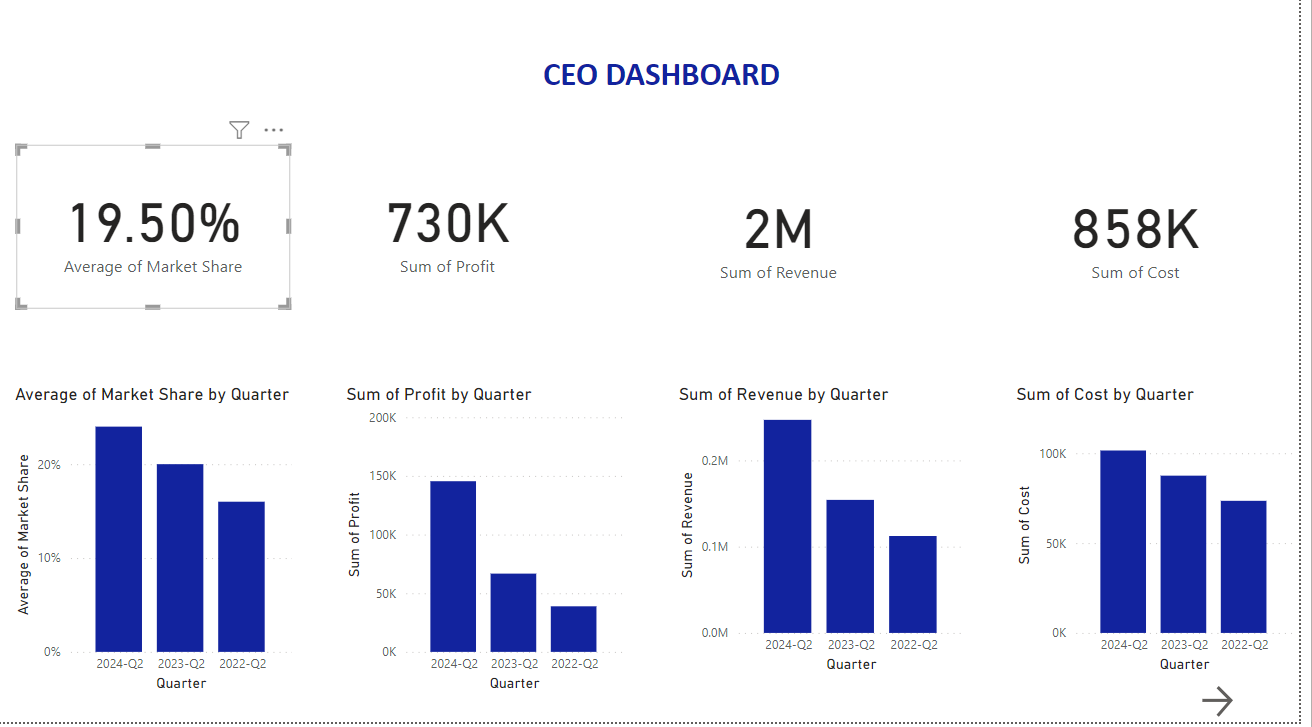 CEO DASHBOARD
19.50%
Average of Market Share
730K
Sum of Profit
2M
Sum of Revenue
858K
Sum of Cost
Average of Market Share by Quarter
Average of Market Share
20%
10%
0%
2024-Q2 2023-Q2 2022-Q2
Quarter
Sum of Profit by Quarter
Sum of Profit
200K
150K
100K
50K
0K
2024-Q2 2023-Q2 2022-Q2
Quarter
Sum of Revenue by Quarter
Sum of Revenue
0.2M
0.1M
0.0M
2024-Q2 2023-Q2 2022-Q2
Quarter
Sum of Cost by Quarter
Sum of Cost
100K
50K
0K
2024-Q2 2023-Q2 2022-Q2
Quarter